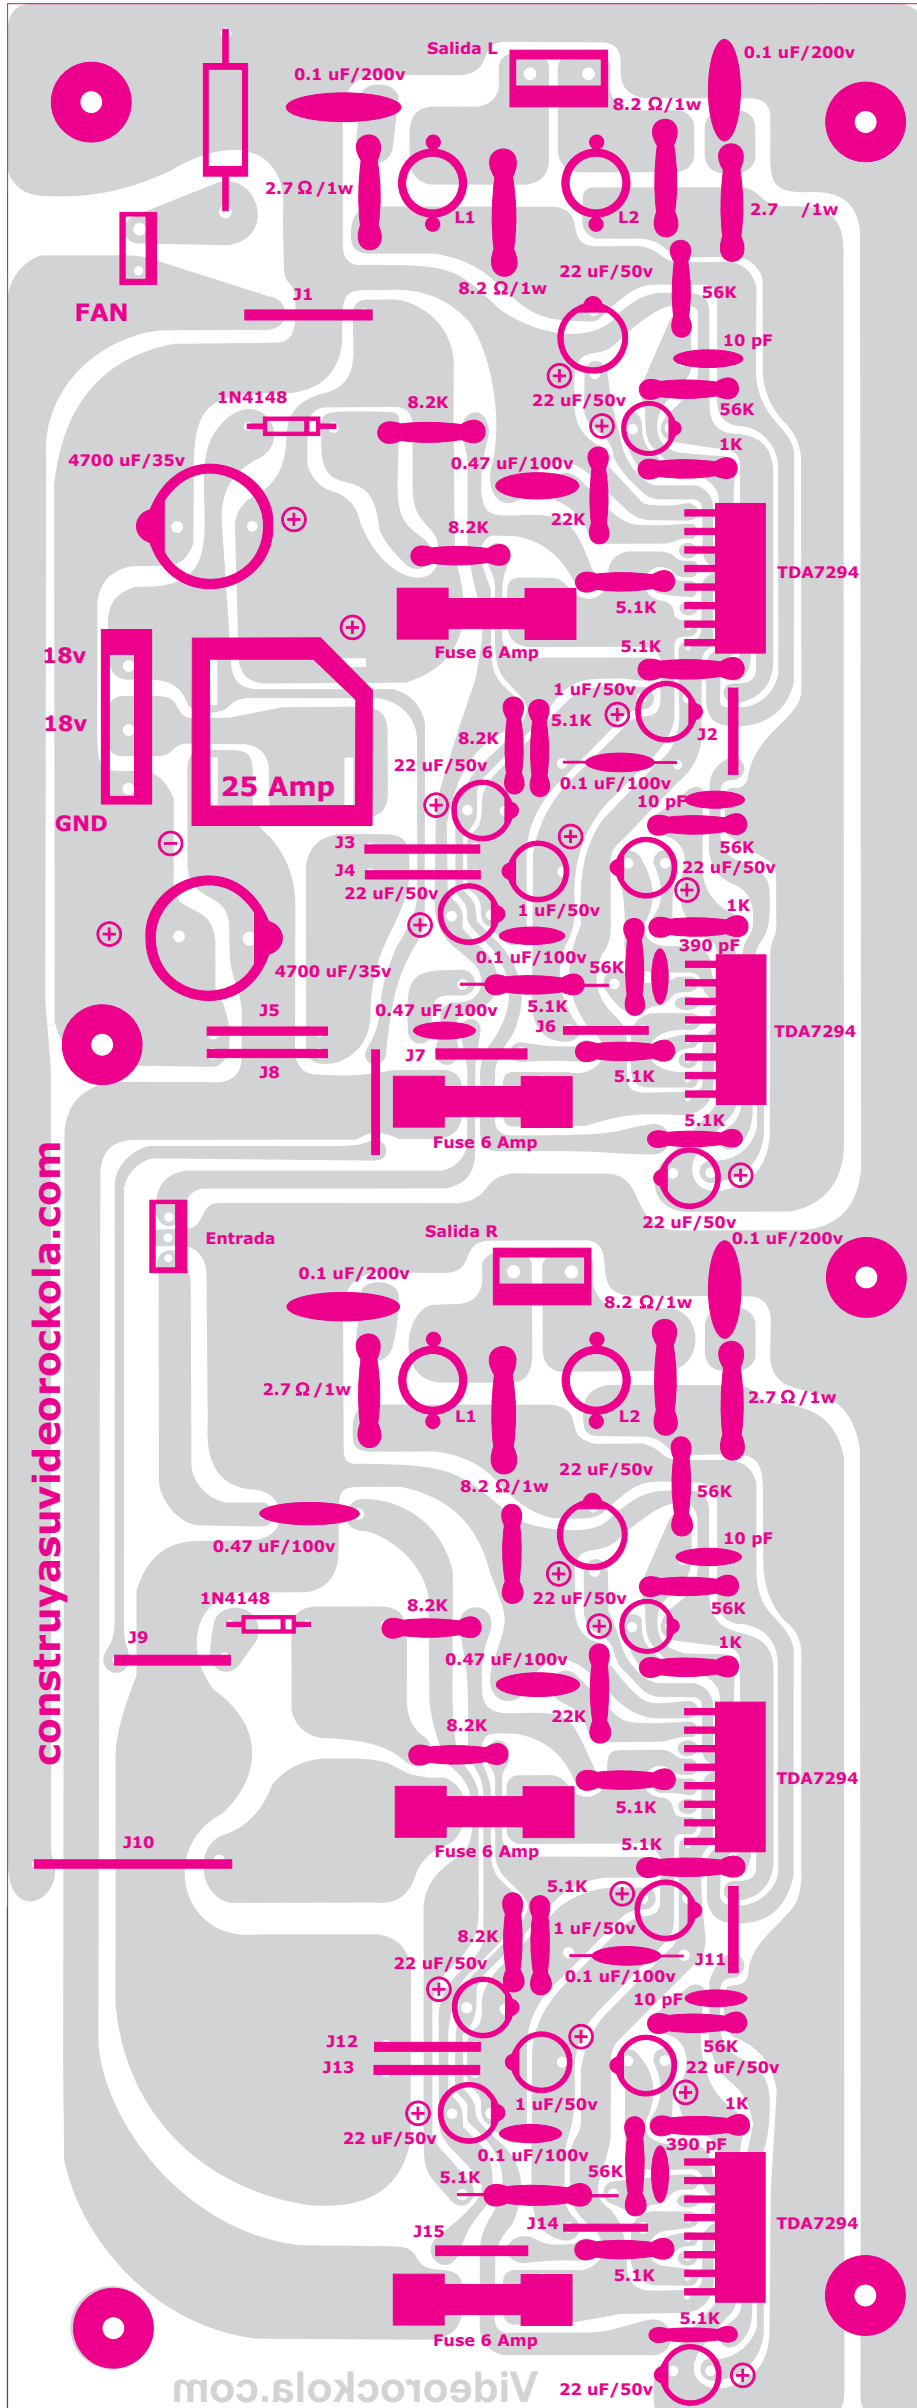 Salida L
0.1 uF/200v
0.1 uF/200v
8.2 Ω/1w
2.7 Ω/1w
L1
L2
2.7 /1w
22 uF/50v
8.2 Ω/1w
56K
J1
FAN
10 pF
1N4148
8.2K
22 uF/50v
56K
1K
4700 uF/35v
0.47 uF/100v
22K
8.2K
TDA7294
5.1K
18v
Fuse 6 Amp
5.1K
1 uF/50v
18v
5.1K
8.2K
J2
22 uF/50v
0.1 uF/100v
25 Amp
10 pF
GND
56K
J3
J4
22 uF/50v
22 uF/50v
1 uF/50v
1K
390 pF
0.1 uF/100v
56K
4700 uF/35v
5.1K
0.47 uF/100v
J5
J6
TDA7294
J7
J8
5.1K
5.1K
Fuse 6 Amp
22 uF/50v
construyasuvideorockola.com
Entrada
Salida R
0.1 uF/200v
0.1 uF/200v
8.2 Ω/1w
2.7 Ω/1w
2.7 Ω/1w
L1
L2
22 uF/50v
8.2 Ω/1w
56K
0.47 uF/100v
10 pF
1N4148
8.2K
22 uF/50v
56K
J9
1K
0.47 uF/100v
22K
8.2K
TDA7294
5.1K
J10
Fuse 6 Amp
5.1K
5.1K
1 uF/50v
8.2K
J11
22 uF/50v
0.1 uF/100v
10 pF
J12
56K
J13
22 uF/50v
1 uF/50v
1K
22 uF/50v
390 pF
0.1 uF/100v
5.1K
56K
J14
TDA7294
J15
5.1K
5.1K
Fuse 6 Amp
Videorockola.com
22 uF/50v